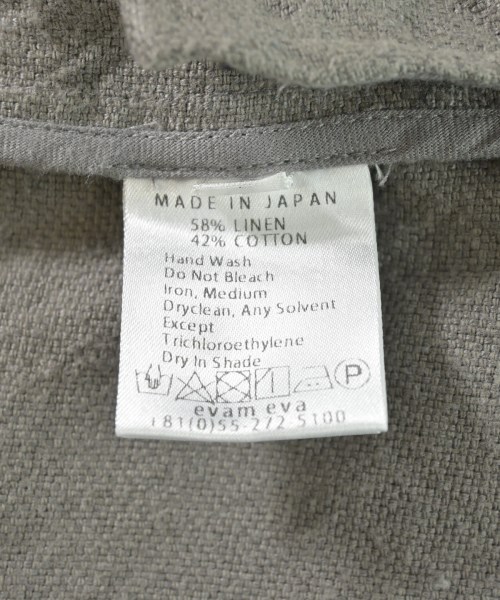 MADE IN JAPAN
58% LINEN
42% COTTON
Hand Wash
Do Not Bleach
Iron, Medium
Dryclean, Any Solvent
Except
Trichloroethylene
Dry In Shade
P
evam eva
+81(0)55-272 5100